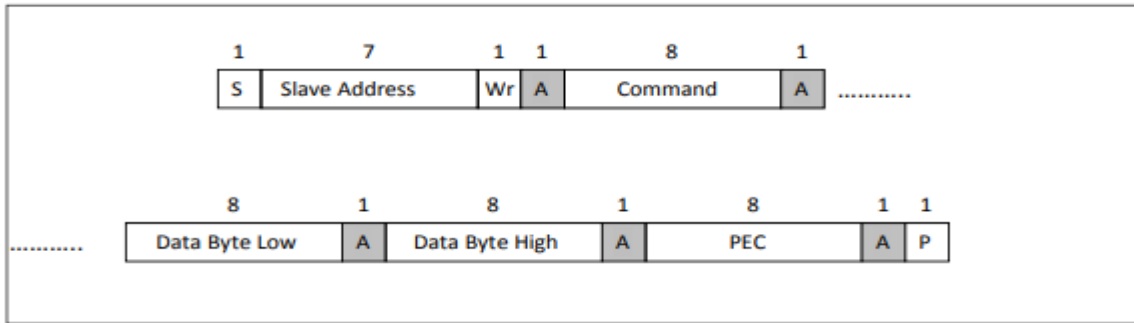 1 7 1 1 8 1
S Slave Address Wr A Command A ...........
8 1 8 1 8 1 1
........... Data Byte Low A Data Byte High A PEC A P